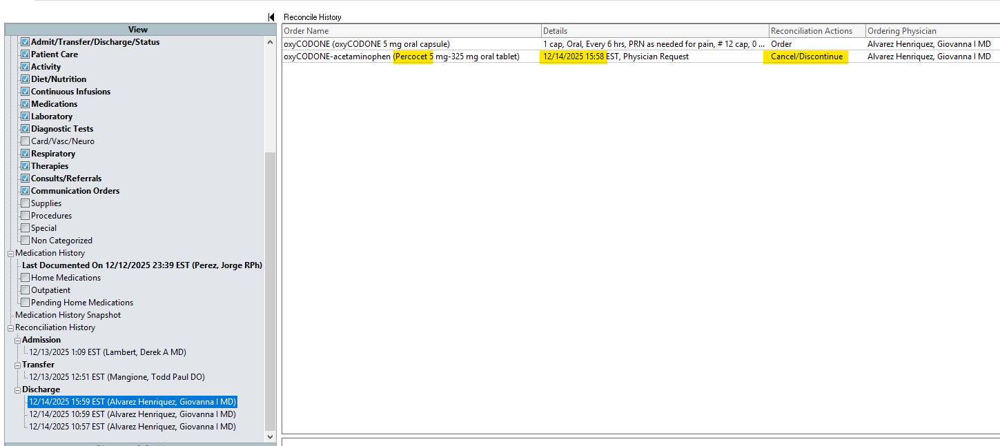 Reconcile History
View
Admit/Transfer/Discharge/Status
Patient Care
Activity
Diet/Nutrition
Continuous Infusions
Medications
Laboratory
Diagnostic Tests
Card/Vasc/Neuro
Respiratory
Therapies
Consults/Referrals
Communication Orders
Supplies
Procedures
Special
Non Categorized
Medication History
Last Documented On 12/12/2025 23:39 EST (Perez, Jorge RPh)
Home Medications
Outpatient
Pending Home Medications
Medication History Snapshot
Reconciliation History
Admission
12/13/2025 1:09 EST (Lambert, Derek A MD)
Transfer
12/13/2025 12:51 EST (Mangione, Todd Paul DO)
Discharge
12/14/2025 15:59 EST (Alvarez Henriquez, Giovanna I MD)
12/14/2025 10:59 EST (Alvarez Henriquez, Giovanna I MD)
12/14/2025 10:57 EST (Alvarez Henriquez, Giovanna I MD)
Order Name Details Reconciliation Actions Ordering Physician
oxyCODONE (oxyCODONE 5 mg oral capsule) 1 cap, Oral, Every 6 hrs, PRN as needed for pain, # 12 cap, 0 ... Order Alvarez Henriquez, Giovanna I MD
oxyCODONE-acetaminophen (Percocet 5 mg-325 mg oral tablet) 12/14/2025 15:58 EST, Physician Request Cancel/Discontinue Alvarez Henriquez, Giovanna I MD